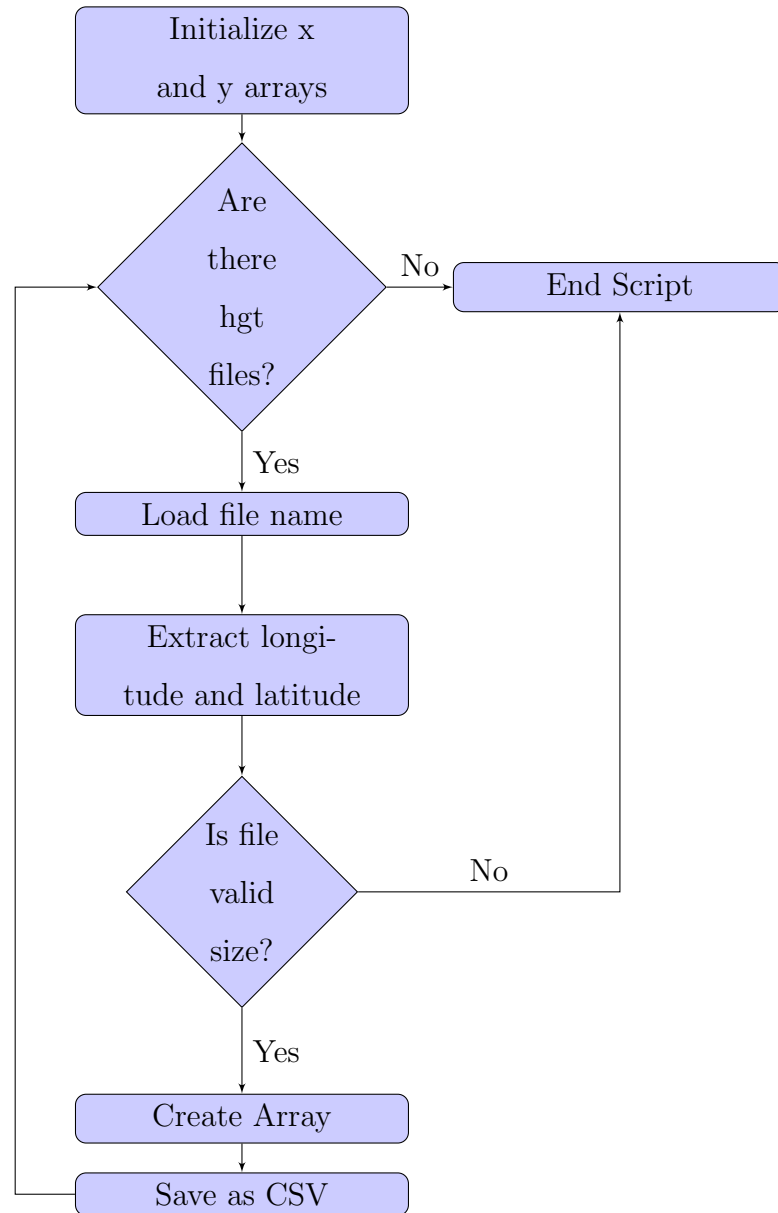 Initialize x
and y arrays
Are
there
hgt
files?
No
End Script
Yes
Load file name
Extract longi-
tude and latitude
Is file
valid
size?
No
Yes
Create Array
Save as CSV